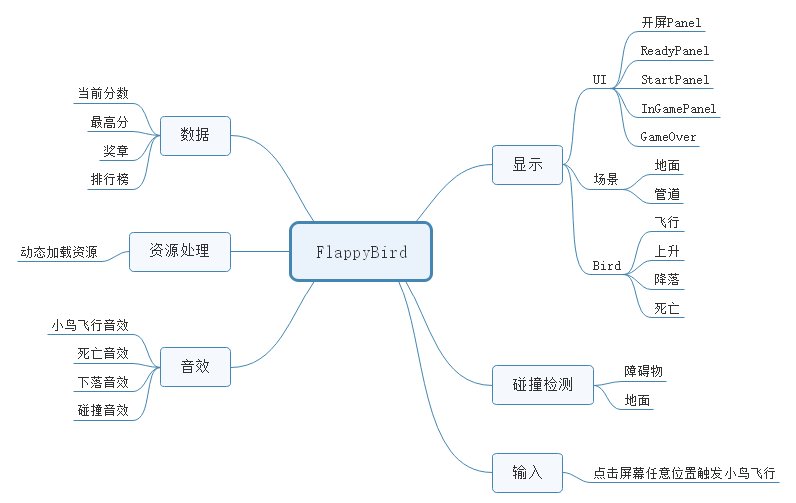 FlappyBird
数据
当前分数
最高分
奖章
排行榜
资源处理
动态加载资源
音效
小鸟飞行音效
死亡音效
下落音效
碰撞音效
显示
UI
开屏Panel
ReadyPanel
StartPanel
InGamePanel
GameOver
场景
地面
管道
Bird
飞行
上升
降落
死亡
碰撞检测
障碍物
地面
输入
点击屏幕任意位置触发小鸟飞行